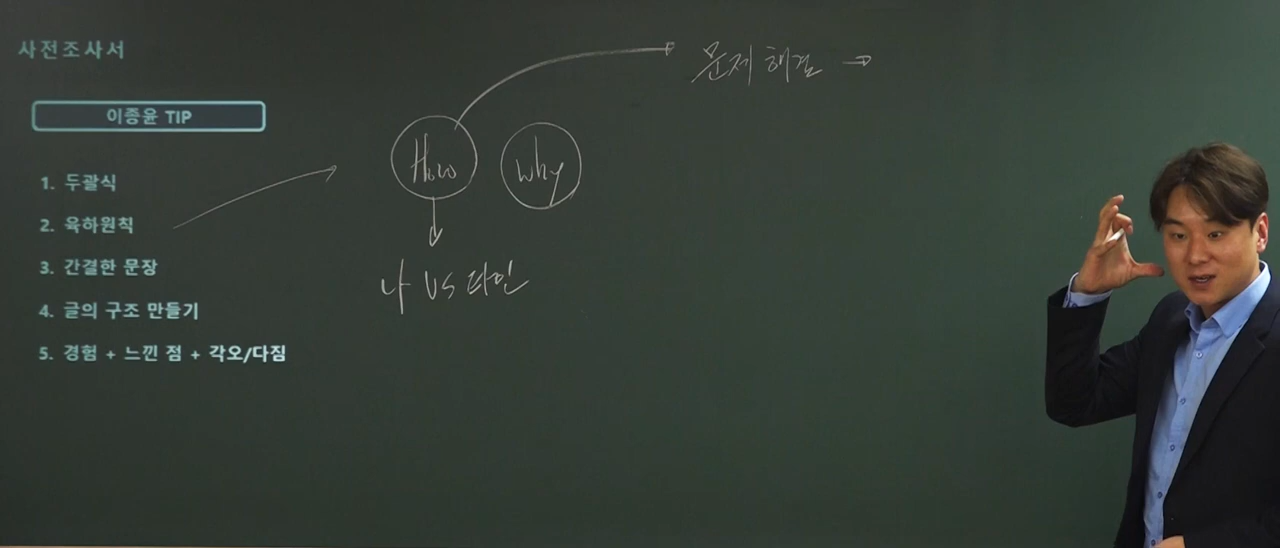 사전조사서
이종윤 TIP
1. 두괄식
2. 육하원칙
3. 간결한 문장
4. 글의 구조 만들기
5. 경험 + 느낀 점 + 각오/다짐
How
Why
문제 해결 →
나 VS 타인